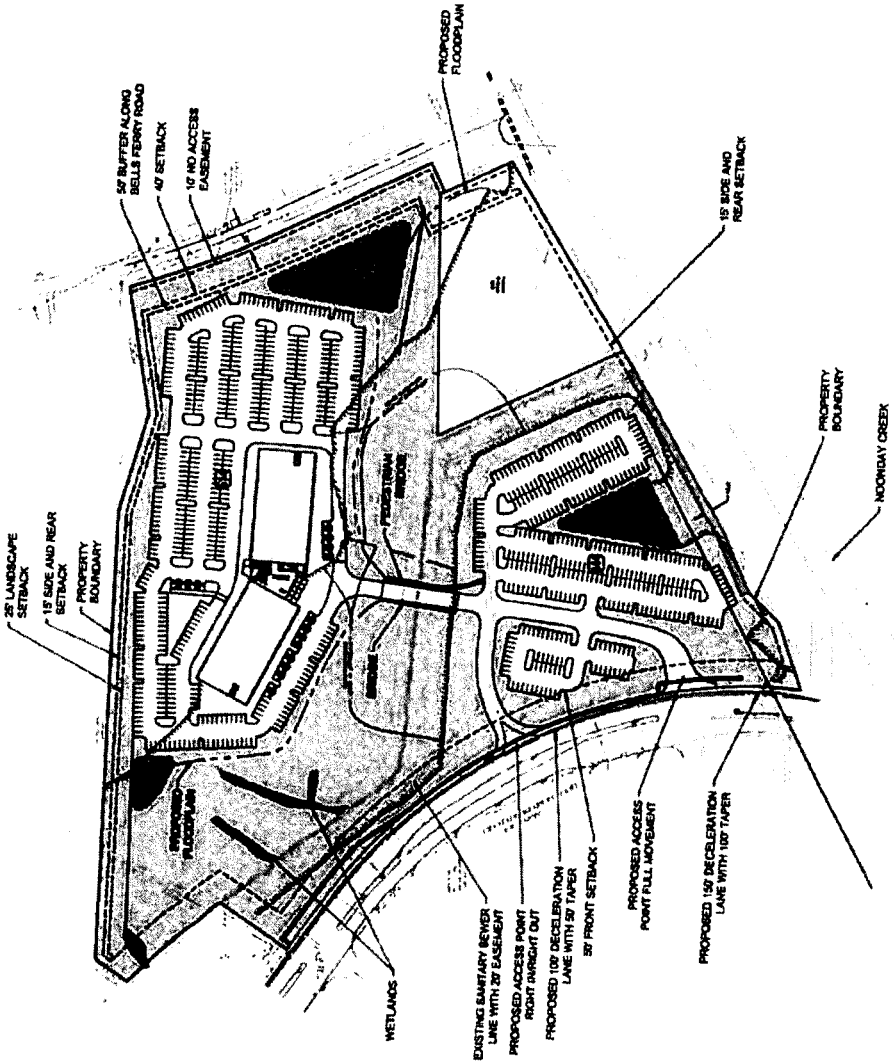 25' LANDSCAPE
SETBACK
15' SIDE AND REAR
SETBACK
PROPERTY
BOUNDARY
50' BUFFER ALONG
BELLS FERRY ROAD
40' SETBACK
10' NO ACCESS
EASEMENT
PROPOSED
FLOODPLAIN
15' SIDE AND
REAR SETBACK
PROPERTY
BOUNDARY
NOONDAY CREEK
PROPOSED
FLOODPLAIN
PEDESTRIAN
BRIDGE
BRIDGE
WETLANDS
EXISTING SANITARY SEWER
LINE WITH 20' EASEMENT
PROPOSED ACCESS POINT
RIGHT IN/RIGHT OUT
PROPOSED 100' DECELERATION
LANE WITH 50' TAPER
50' FRONT SETBACK
PROPOSED ACCESS
POINT FULL MOVEMENT
PROPOSED 150' DECELERATION
LANE WITH 100' TAPER